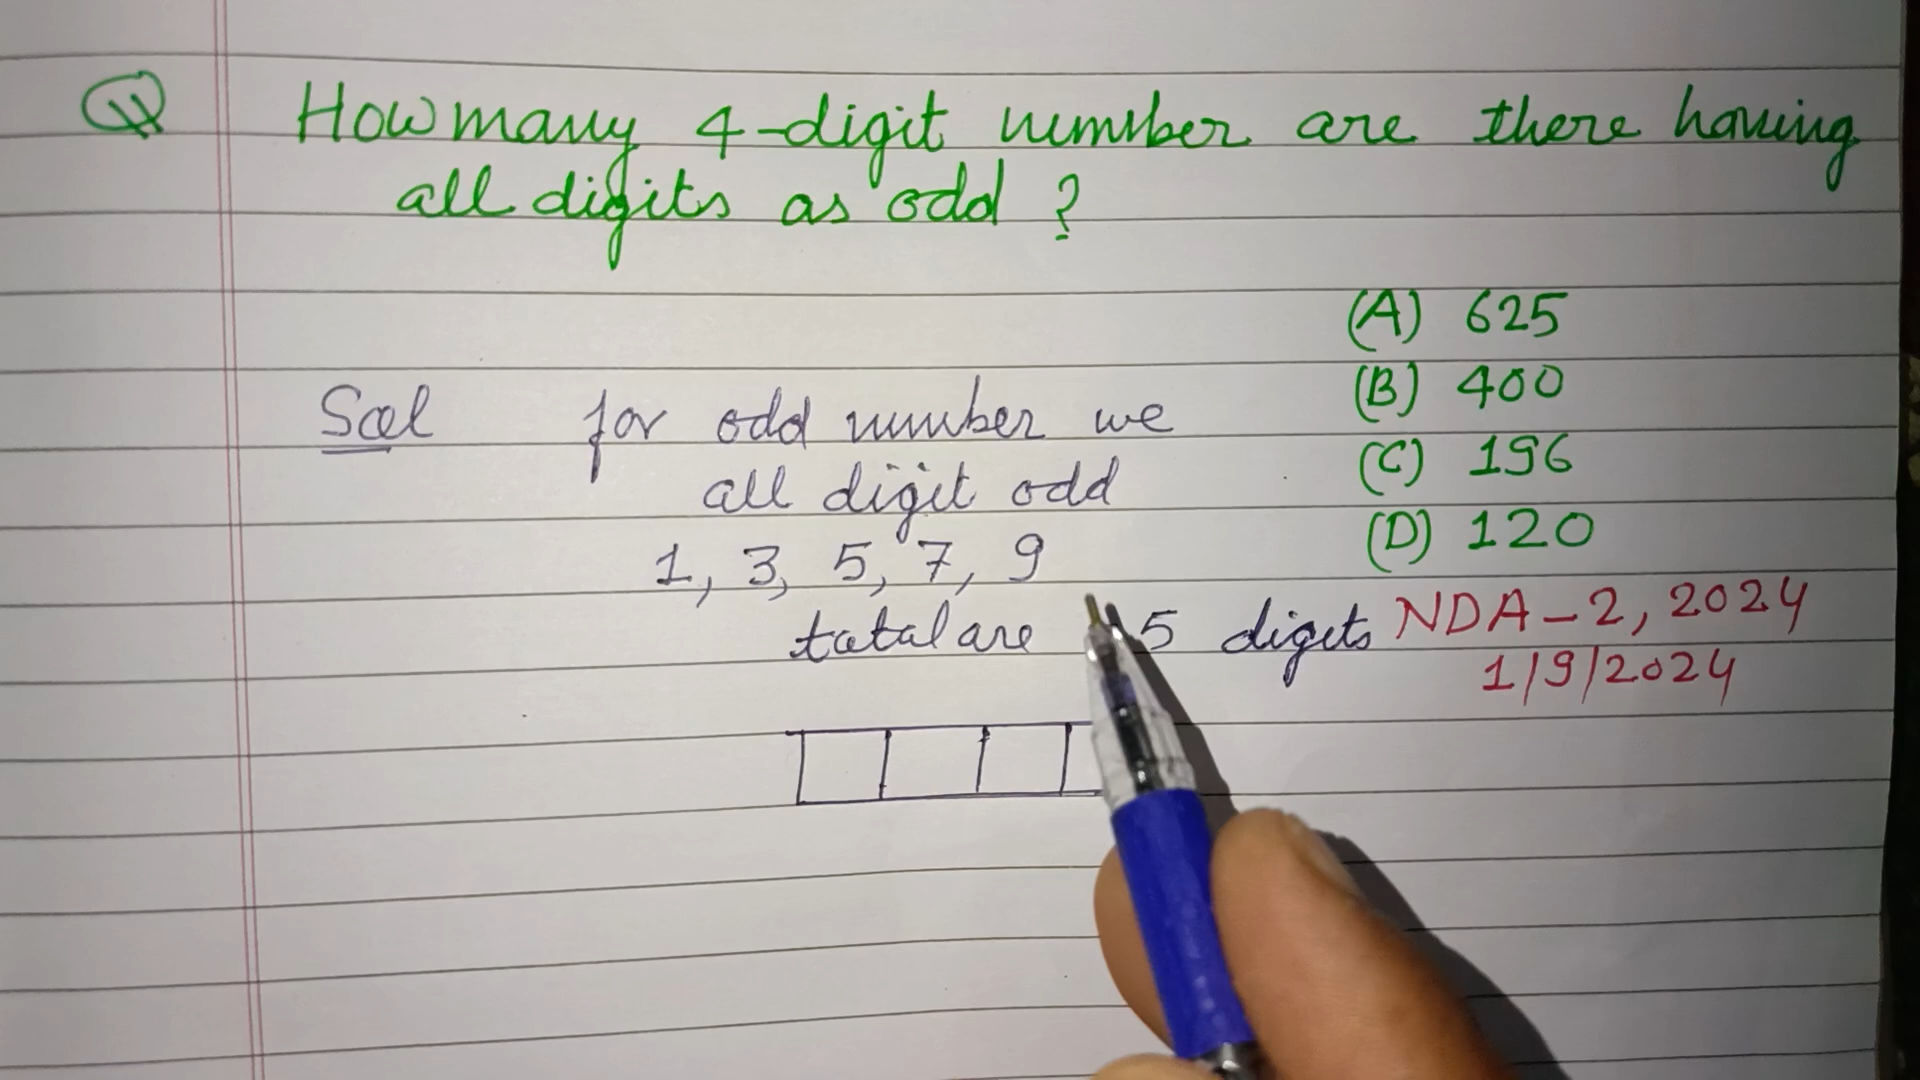 Q How many 4-digit number are there having
all digits as odd ?
(A) 625
(B) 400
(C) 196
(D) 120
NDA-2, 2024
1/9/2024
Sol for odd number we
all digit odd
1, 3, 5, 7, 9
total are 5 digits